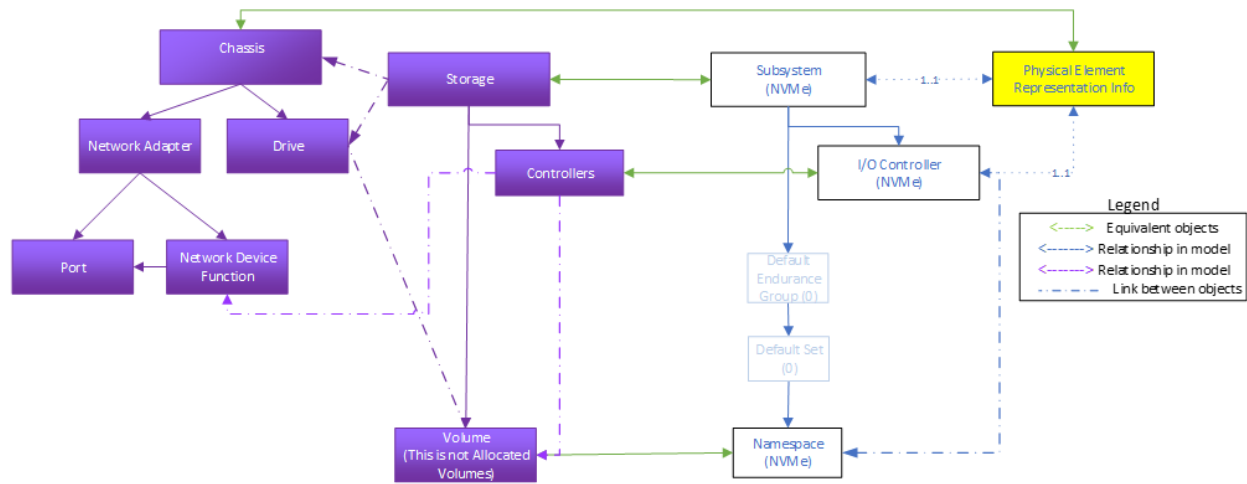 Chassis
Storage
Subsystem
(NVMe)
1..1
Physical Element
Representation Info
Network Adapter
Drive
Controllers
I/O Controller
(NVMe)
1..1
Legend
Equivalent objects
Relationship in model
Relationship in model
Link between objects
Port
Network Device
Function
Default
Endurance
Group (0)
Default Set
(0)
Volume
(This is not Allocated
Volumes)
Namespace
(NVMe)